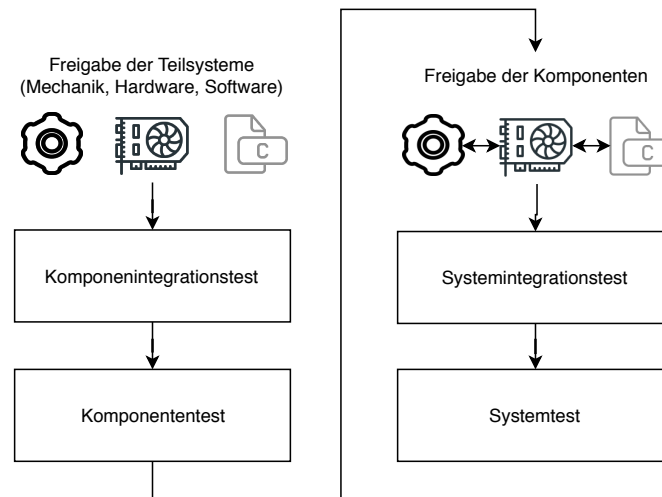 Freigabe der Teilsysteme
(Mechanik, Hardware, Software)
C
Komponenintegrationstest
Komponententest
Freigabe der Komponenten
C
Systemintegrationstest
Systemtest